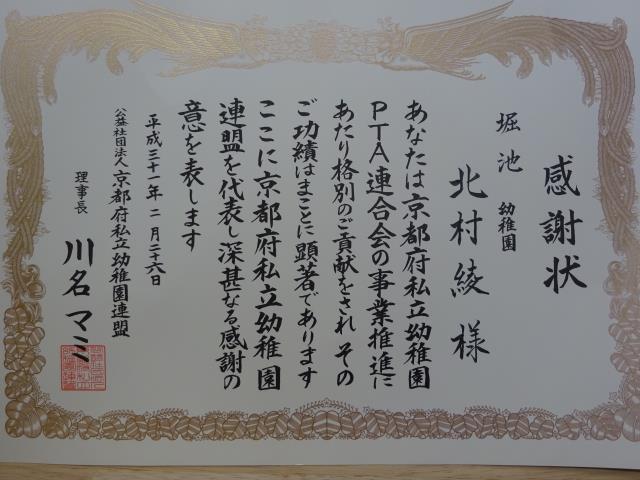 感謝状
堀池 幼稚園
北村綾様
あなたは京都府私立幼稚園
PTA連合会の事業推進に
あたり格別のご貢献をされ その
ご功績はまことに顕著であります
ここに京都府私立幼稚園
連盟を代表し深甚なる感謝の
意を表します
平成三十一年二月二十六日
公益社団法人 京都府私立幼稚園連盟
理事長 川名マミ